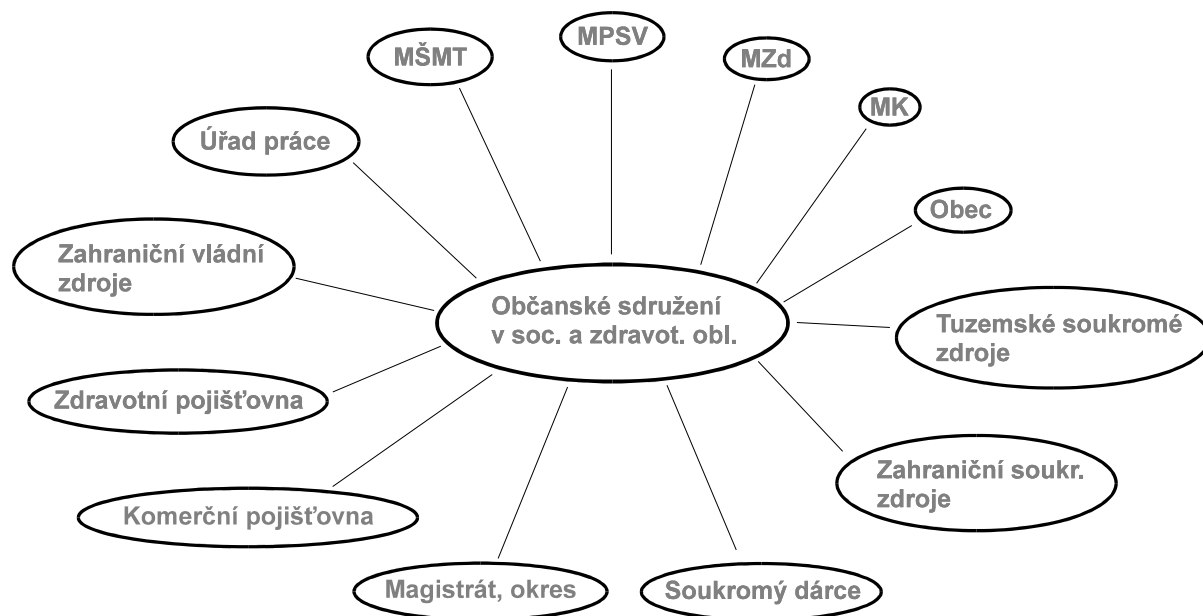 MPSV
MŠMT
MZd
MK
Úřad práce
Obec
Zahraniční vládní
zdroje
Občanské sdružení
v soc. a zdravot. obl.
Tuzemské soukromé
zdroje
Zdravotní pojišťovna
Zahraniční soukr.
zdroje
Komerční pojišťovna
Magistrát, okres
Soukromý dárce